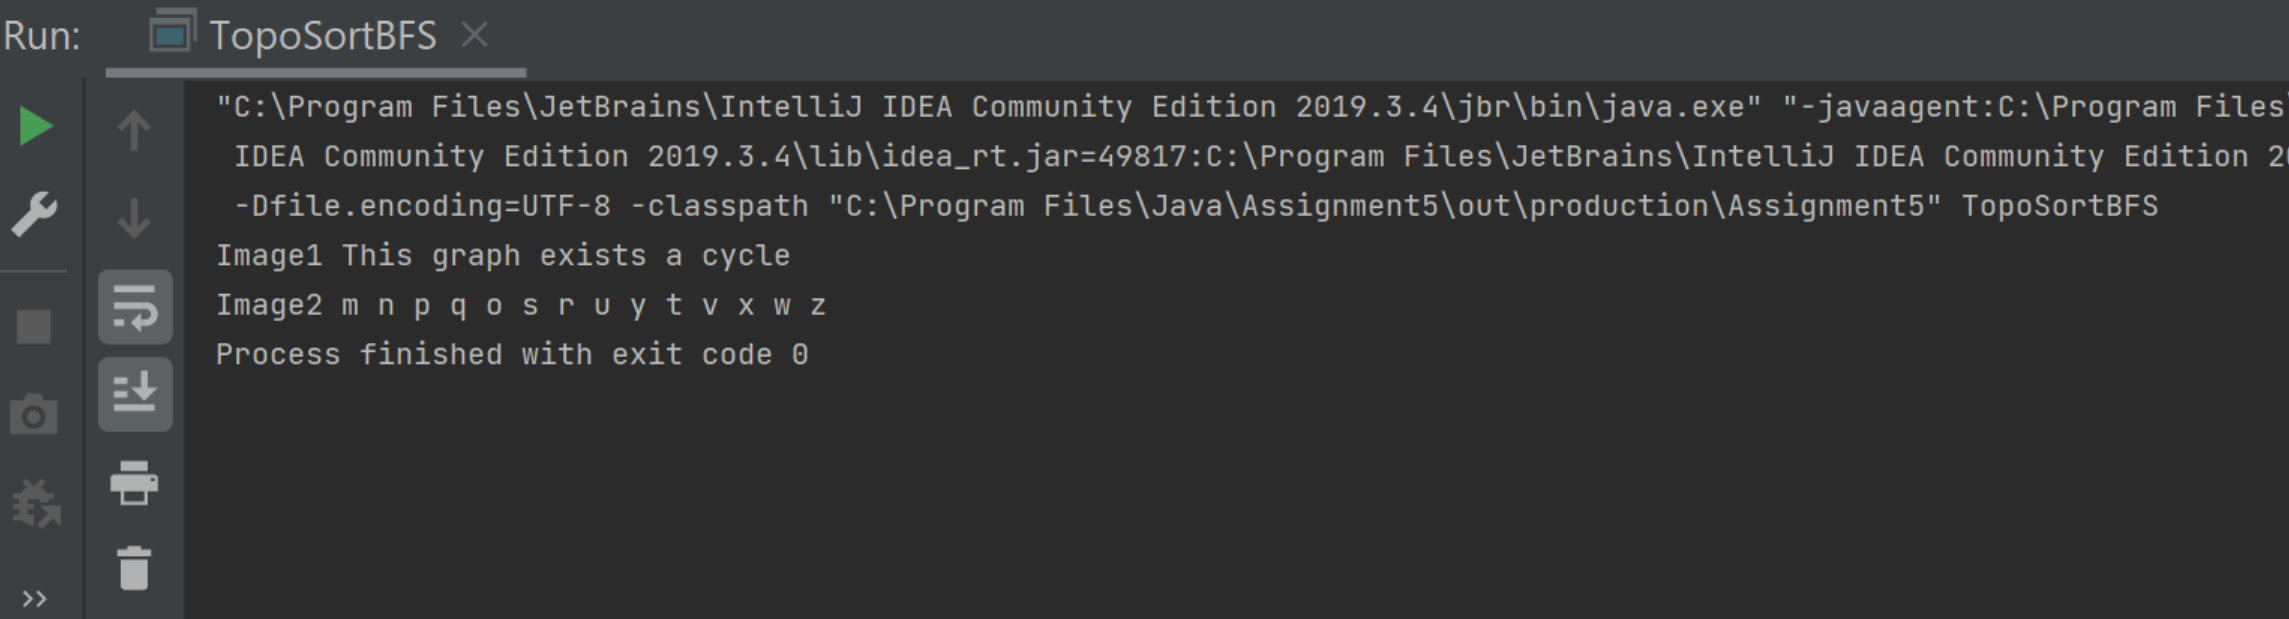 Run: TopoSortBFS
"C:\Program Files\JetBrains\IntelliJ IDEA Community Edition 2019.3.4\jbr\bin\java.exe" "-javaagent:C:\Program Files\
IDEA Community Edition 2019.3.4\lib\idea_rt.jar=49817:C:\Program Files\JetBrains\IntelliJ IDEA Community Edition
-Dfile.encoding=UTF-8 -classpath "C:\Program Files\Java\Assignment5\out\production\Assignment5" TopoSortBFS
Image1 This graph exists a cycle
Image2 m n p q o s r u y t v x w z
Process finished with exit code 0